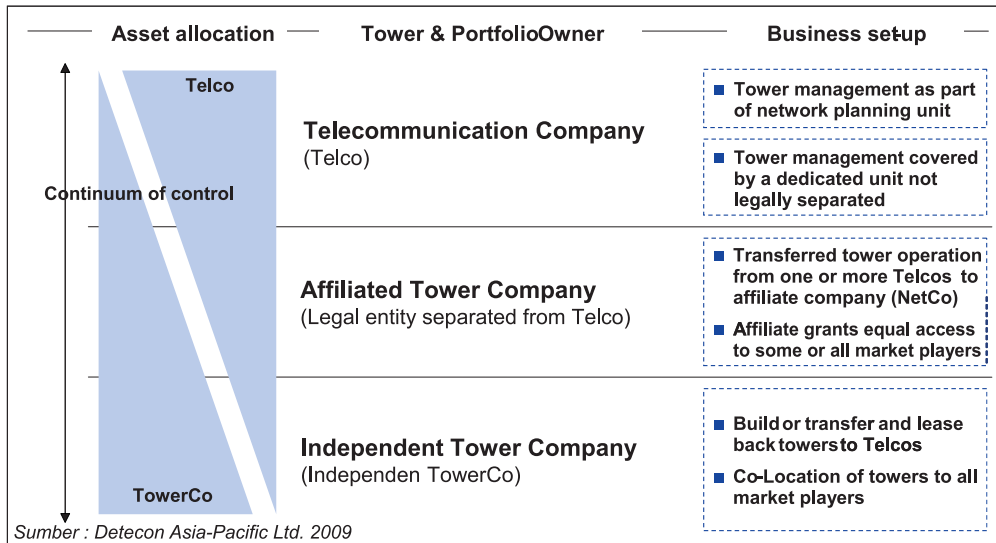 Asset allocation
Tower & PortfolioOwner
Business set-up
Telco
Continuum of control
TowerCo
Telecommunication Company
(Telco)
■ Tower management as part
of network planning unit
■ Tower management covered
by a dedicated unit not
legally separated
Affiliated Tower Company
(Legal entity separated from Telco)
■ Transferred tower operation
from one or more Telcos to
affiliate company (NetCo)
■ Affiliate grants equal access
to some or all market players
Independent Tower Company
(Independen TowerCo)
■ Build or transfer and lease
back towers to Telcos
■ Co-Location of towers to all
market players
Sumber : Detecon Asia-Pacific Ltd. 2009